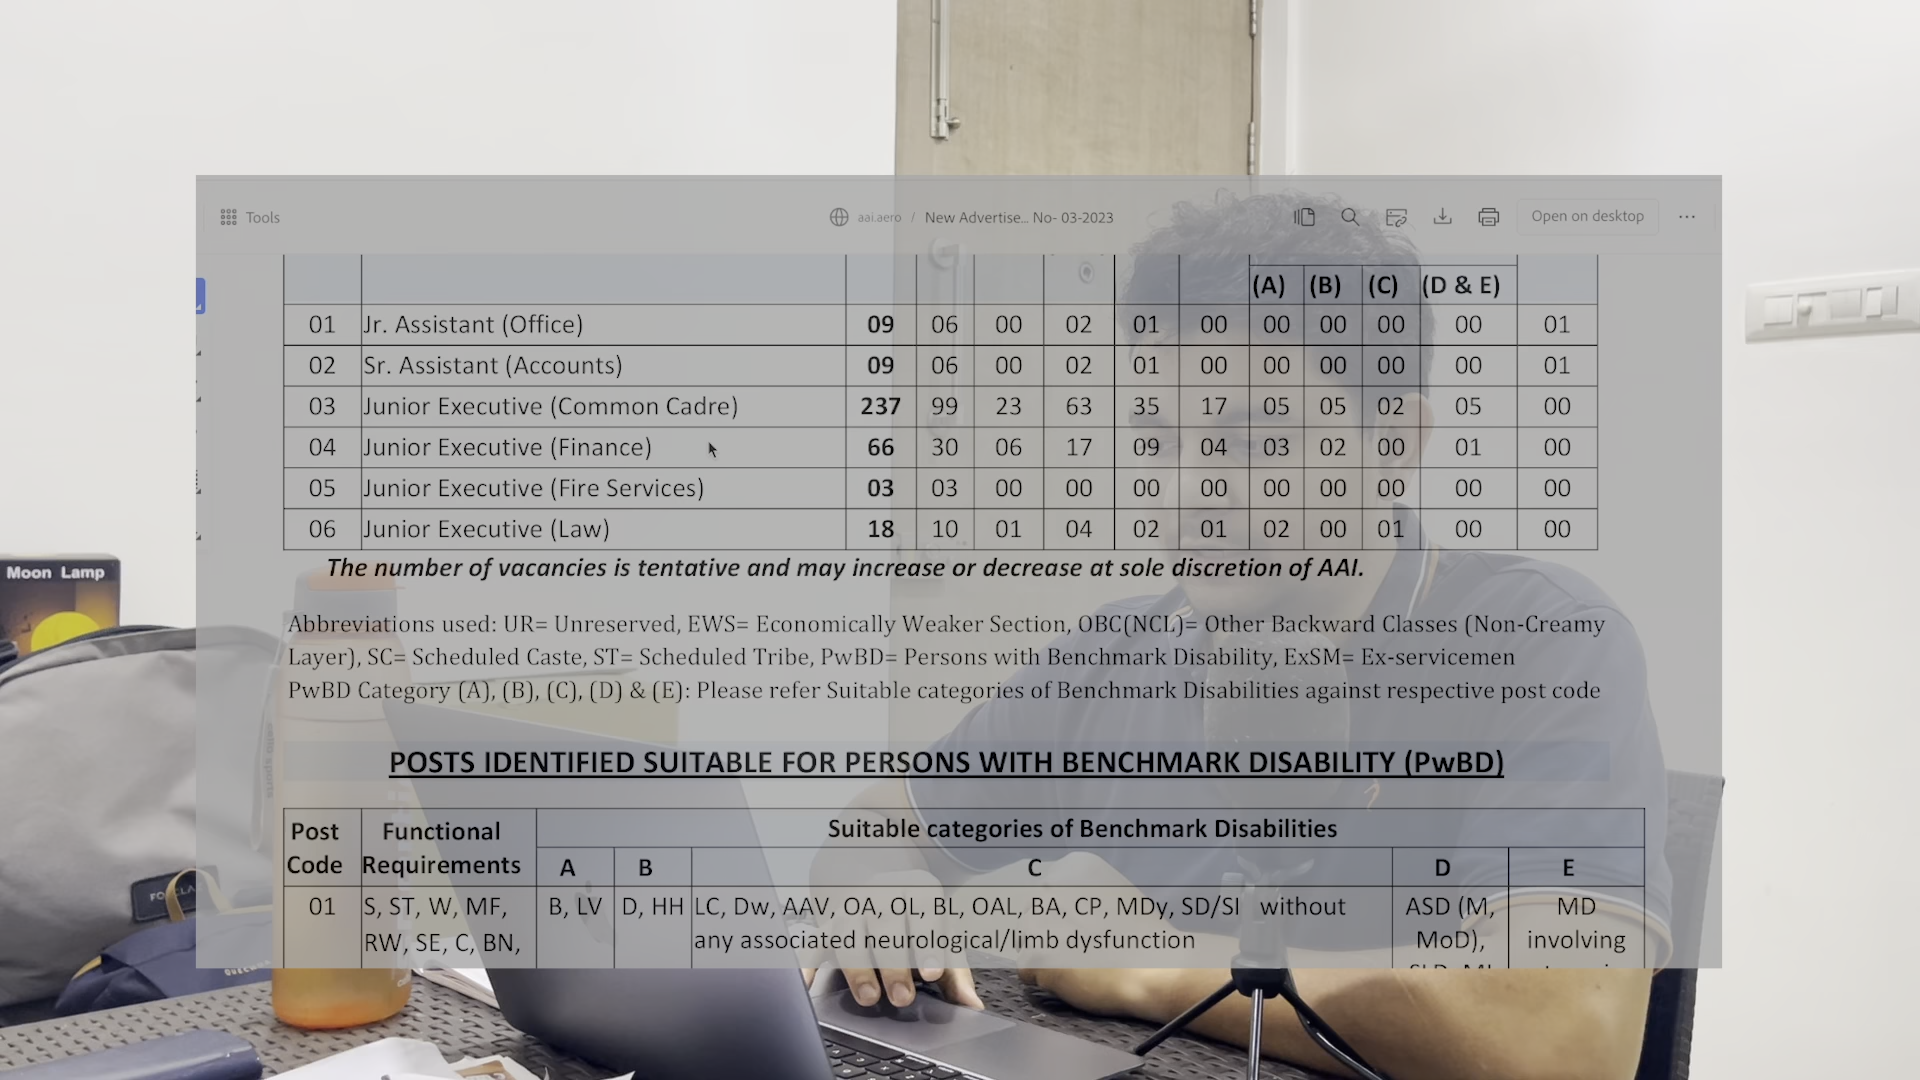 Tools
aai.aero / New Advertise... No- 03-2023
Open on desktop
(A) (B) (C) (D & E)
01 Jr. Assistant (Office) 09 06 00 02 01 00 00 00 00 00 01
02 Sr. Assistant (Accounts) 09 06 00 02 01 00 00 00 00 00 01
03 Junior Executive (Common Cadre) 237 99 23 63 35 17 05 05 02 05 00
04 Junior Executive (Finance) 66 30 06 17 09 04 03 02 00 01 00
05 Junior Executive (Fire Services) 03 03 00 00 00 00 00 00 00 00 00
06 Junior Executive (Law) 18 10 01 04 02 01 02 00 01 00 00
The number of vacancies is tentative and may increase or decrease at sole discretion of AAI.
Moon Lamp
Abbreviations used: UR= Unreserved, EWS= Economically Weaker Section, OBC(NCL)= Other Backward Classes (Non-Creamy
Layer), SC= Scheduled Caste, ST= Scheduled Tribe, PwBD= Persons with Benchmark Disability, ExSM= Ex-servicemen
PwBD Category (A), (B), (C), (D) & (E): Please refer Suitable categories of Benchmark Disabilities against respective post code
POSTS IDENTIFIED SUITABLE FOR PERSONS WITH BENCHMARK DISABILITY (PwBD)
Post Code
Functional Requirements
Suitable categories of Benchmark Disabilities
A B C D E
01
S, ST, W, MF,
RW, SE, C, BN,
B, LV
D, HH
LC, Dw, AAV, OA, OL, BL, OAL, BA, CP, MDy, SD/SI without
any associated neurological/limb dysfunction
ASD (M,
MoD),
MD
involving